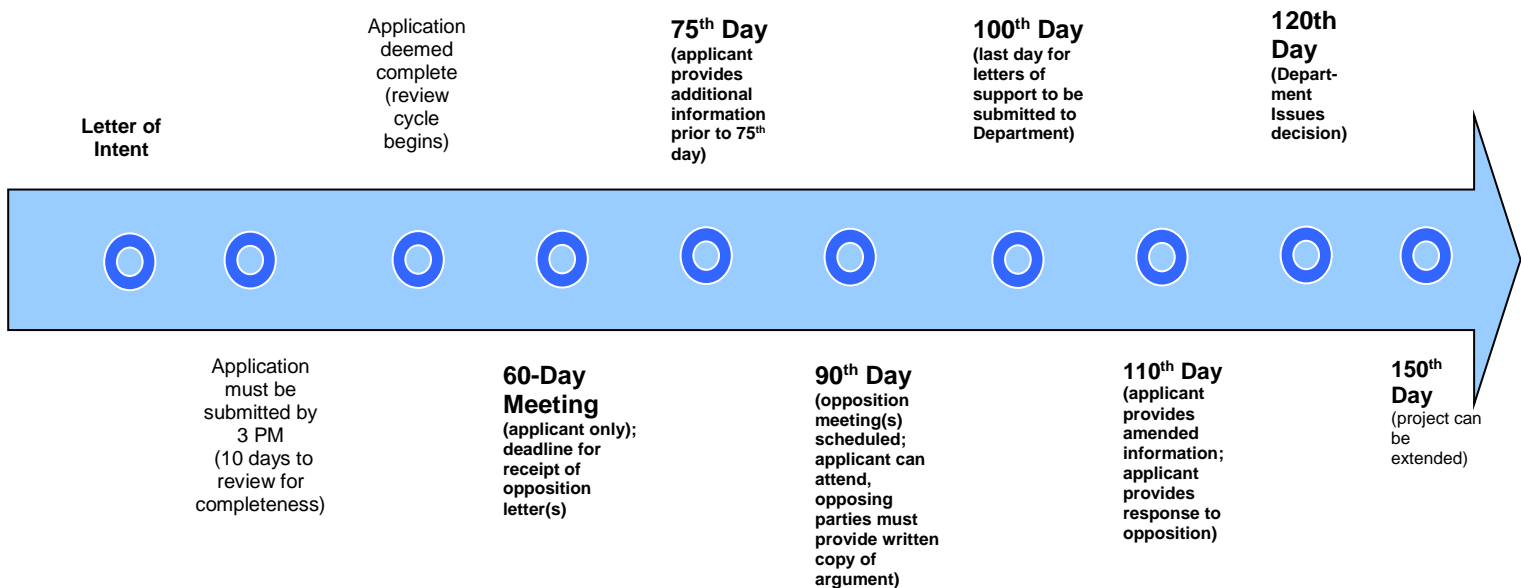 Letter of
Intent
Application
must be
submitted by
3 PM
(10 days to
review for
completeness)
Application
deemed
complete
(review
cycle
begins)
60-Day
Meeting
(applicant only);
deadline for
receipt of
opposition
letter(s)
75th Day
(applicant
provides
additional
information
prior to 75th
day)
90th Day
(opposition
meeting(s)
scheduled;
applicant can
attend,
opposing
parties must
provide written
copy of
argument)
100th Day
(last day for
letters of
support to be
submitted to
Department)
110th Day
(applicant
provides
amended
information;
applicant
provides
response to
opposition)
120th
Day
(Depart-
ment
Issues
decision)
150th
Day
(project can
be
extended)